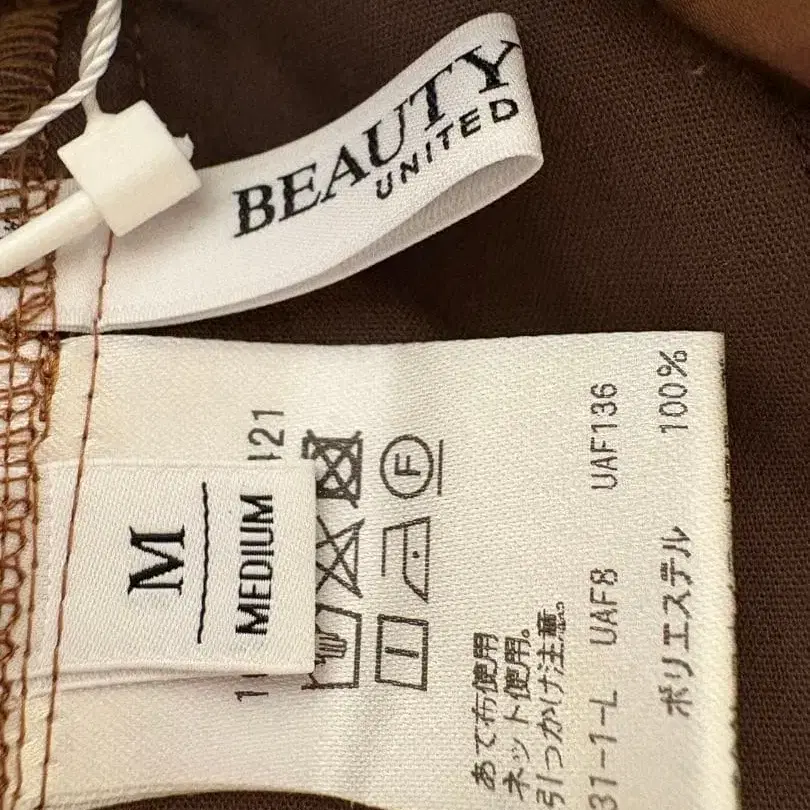 BEAUTY
UNITED
M
MEDIUM
121
F
あて布使用
ネット使用。
引つかけ注意。
31-1-L UAF8 UAF136
ポリエステル 100%